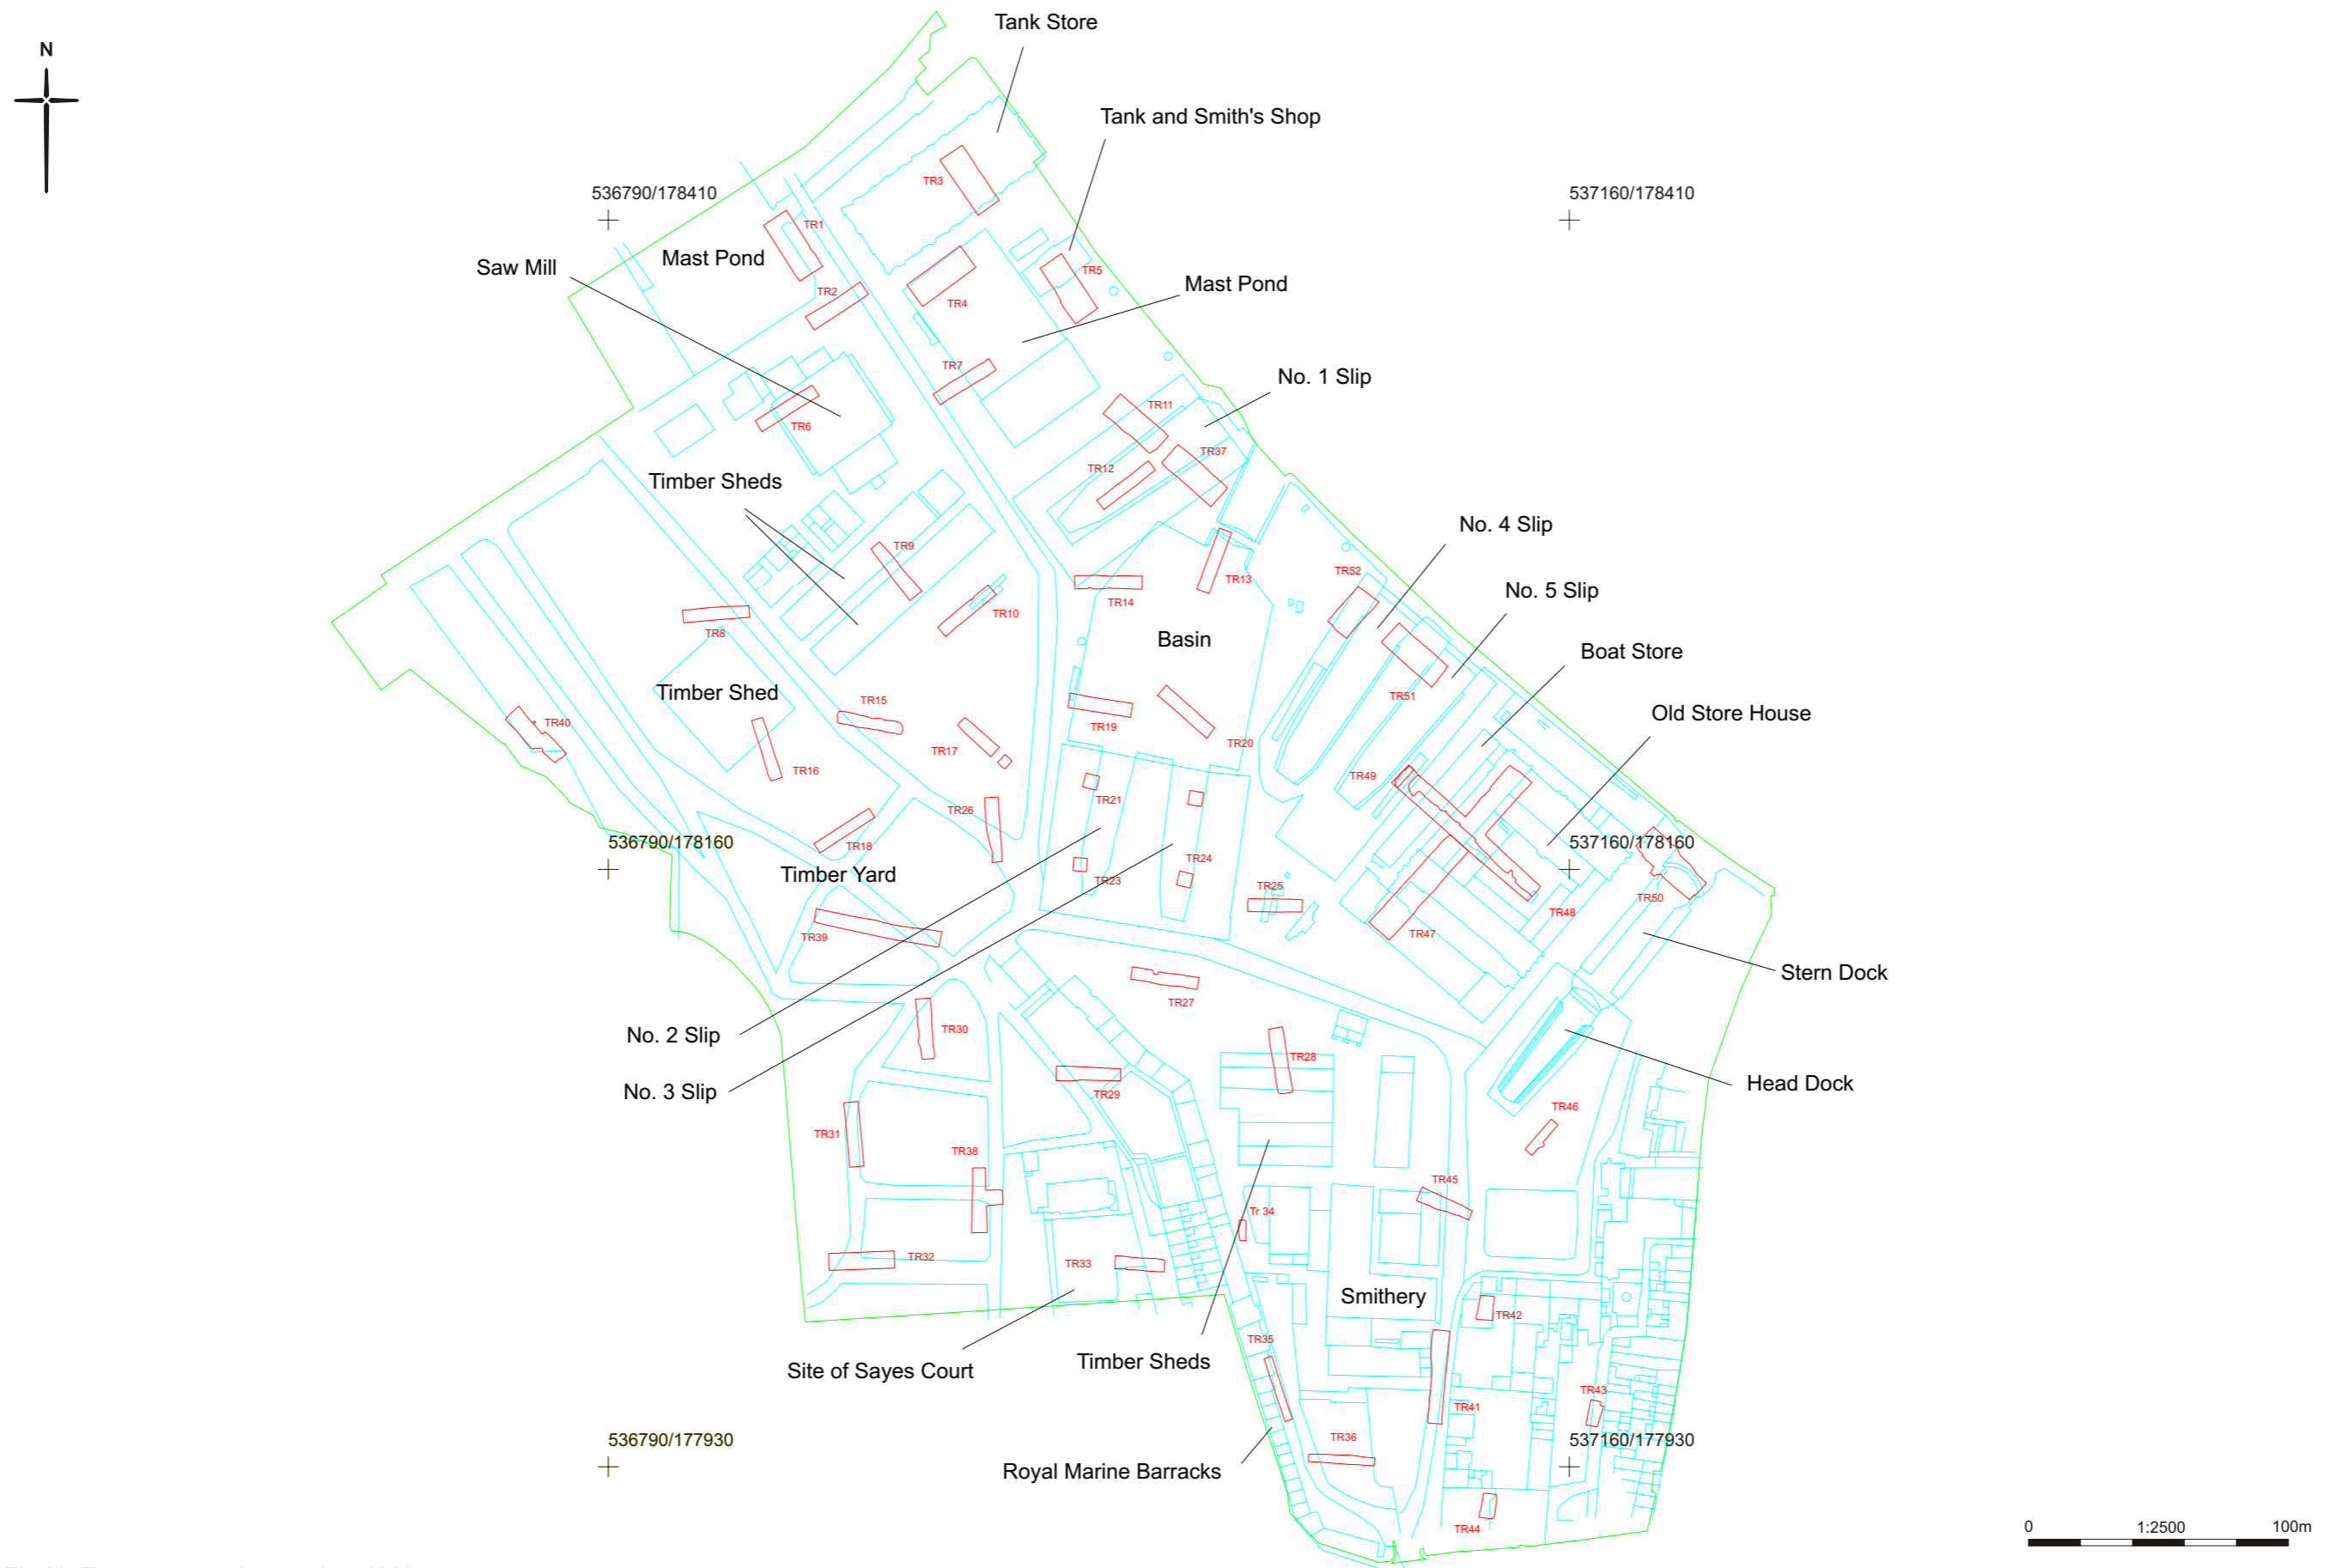 Tank Store
N
Tank and Smith's Shop
TR3
536790/178410
537160/178410
TR1
Mast Pond
Saw Mill
TR5
Mast Pond
TR2
TR4
TR7
No. 1 Slip
TR11
TR6
TR37
TR12
Timber Sheds
No. 4 Slip
TR9
TR52
TR13
No. 5 Slip
TR14
TR10
TR8
Basin
Boat Store
Timber Shed
TR15
TR51
Old Store House
TR40
TR19
TR20
TR17
TR16
TR49
TR21
TR26
536790/178160
TR18
537160/178160
TR24
Timber Yard
TR23
TR25
TR50
TR48
TR39
TR47
Stern Dock
TR27
TR30
No. 2 Slip
TR28
Head Dock
No. 3 Slip
TR29
TR46
TR31
TR38
TR45
Tr 34
TR32
TR33
Smithery
TR42
TR35
Timber Sheds
Site of Sayes Court
TR43
TR41
536790/177930
TR36
537160/177930
Royal Marine Barracks
TR44
0
1:2500
100m